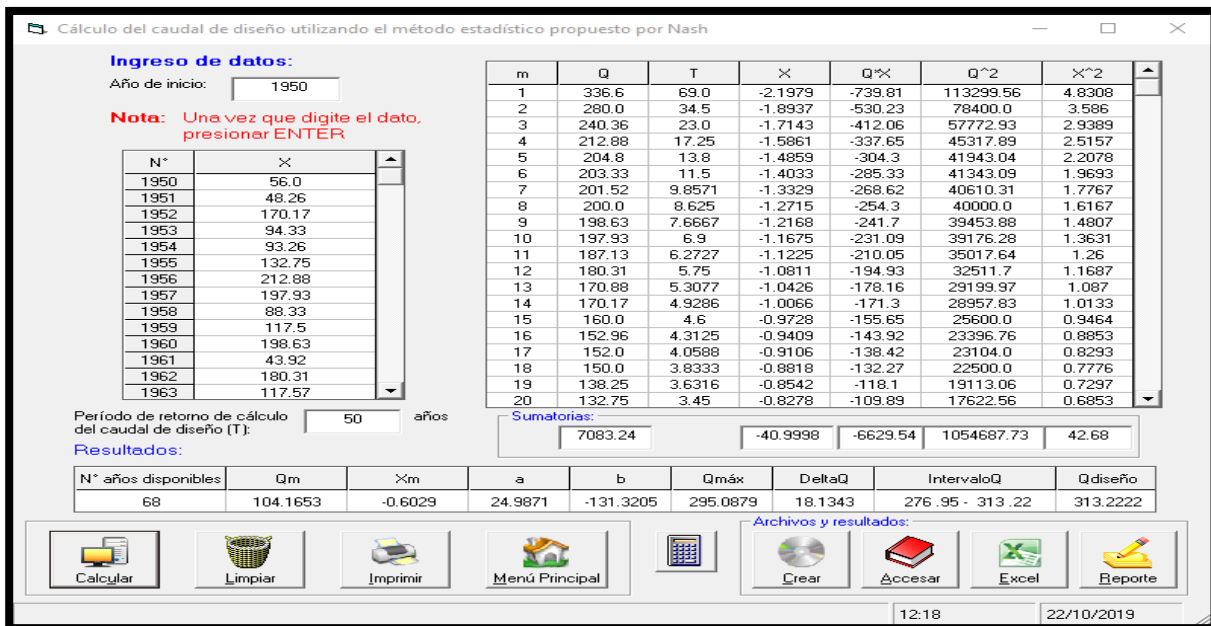 Cálculo del caudal de diseño utilizando el método estadístico propuesto por Nash
Ingreso de datos:
Año de inicio: 1950
Nota: Una vez que digite el dato,
presionar ENTER
N° X
1950 56.0
1951 48.26
1952 170.17
1953 94.33
1954 93.26
1955 132.75
1956 212.88
1957 197.93
1958 88.33
1959 117.5
1960 198.63
1961 43.92
1962 180.31
1963 117.57
m Q T X Q*X Q^2 X^2
1 336.6 69.0 -2.1979 -739.81 113299.56 4.8308
2 280.0 34.5 -1.8937 -530.23 78400.0 3.586
3 240.36 23.0 -1.7143 -412.06 57772.93 2.9389
4 212.88 17.25 -1.5861 -337.65 45317.89 2.5157
5 204.8 13.8 -1.4859 -304.3 41943.04 2.2078
6 203.33 11.5 -1.4033 -285.33 41343.09 1.9693
7 201.52 9.8571 -1.3329 -268.62 40610.31 1.7767
8 200.0 8.625 -1.2715 -254.3 40000.0 1.6167
9 198.63 7.6667 -1.2168 -241.7 39453.88 1.4807
10 197.93 6.9 -1.1675 -231.09 39176.28 1.3631
11 187.13 6.2727 -1.1225 -210.05 35017.64 1.26
12 180.31 5.75 -1.0811 -194.93 32511.7 1.1687
13 170.88 5.3077 -1.0426 -178.16 29199.97 1.087
14 170.17 4.9286 -1.0066 -171.3 28957.83 1.0133
15 160.0 4.6 -0.9728 -155.65 25600.0 0.9464
16 152.96 4.3125 -0.9409 -143.92 23396.76 0.8853
17 152.0 4.0588 -0.9106 -138.42 23104.0 0.8293
18 150.0 3.8333 -0.8818 -132.27 22500.0 0.7776
19 138.25 3.6316 -0.8542 -118.1 19113.06 0.7297
20 132.75 3.45 -0.8278 -109.89 17622.56 0.6853
Período de retorno de cálculo
del caudal de diseño (T): 50 años
Sumatorias:
7083.24 -40.9998 -6629.54 1054687.73 42.68
Resultados:
N° años disponibles Qm Xm a b Qmáx DeltaQ IntervaloQ Qdiseño
68 104.1653 -0.6029 24.9871 -131.3205 295.0879 18.1343 276 .95 - 313 .22 313.2222
Archivos y resultados:
Calcular Limpiar Imprimir Menú Principal Crear Accesar Excel Reporte
12:18 22/10/2019